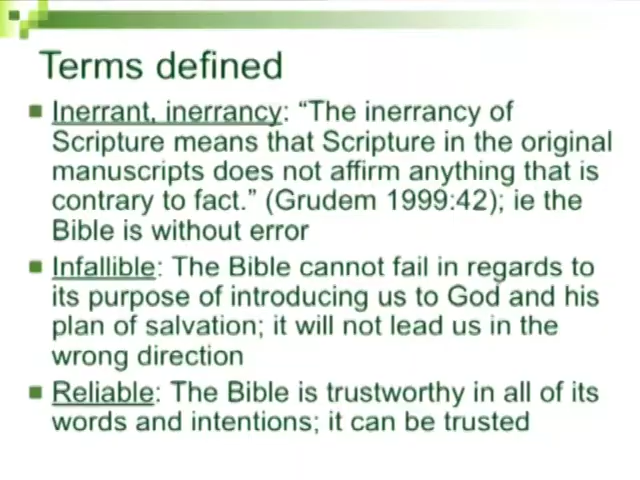 Terms defined
Inerrant, inerrancy: “The inerrancy of
Scripture means that Scripture in the original
manuscripts does not affirm anything that is
contrary to fact.” (Grudem 1999:42); ie the
Bible is without error
Infallible: The Bible cannot fail in regards to
its purpose of introducing us to God and his
plan of salvation; it will not lead us in the
wrong direction
Reliable: The Bible is trustworthy in all of its
words and intentions; it can be trusted